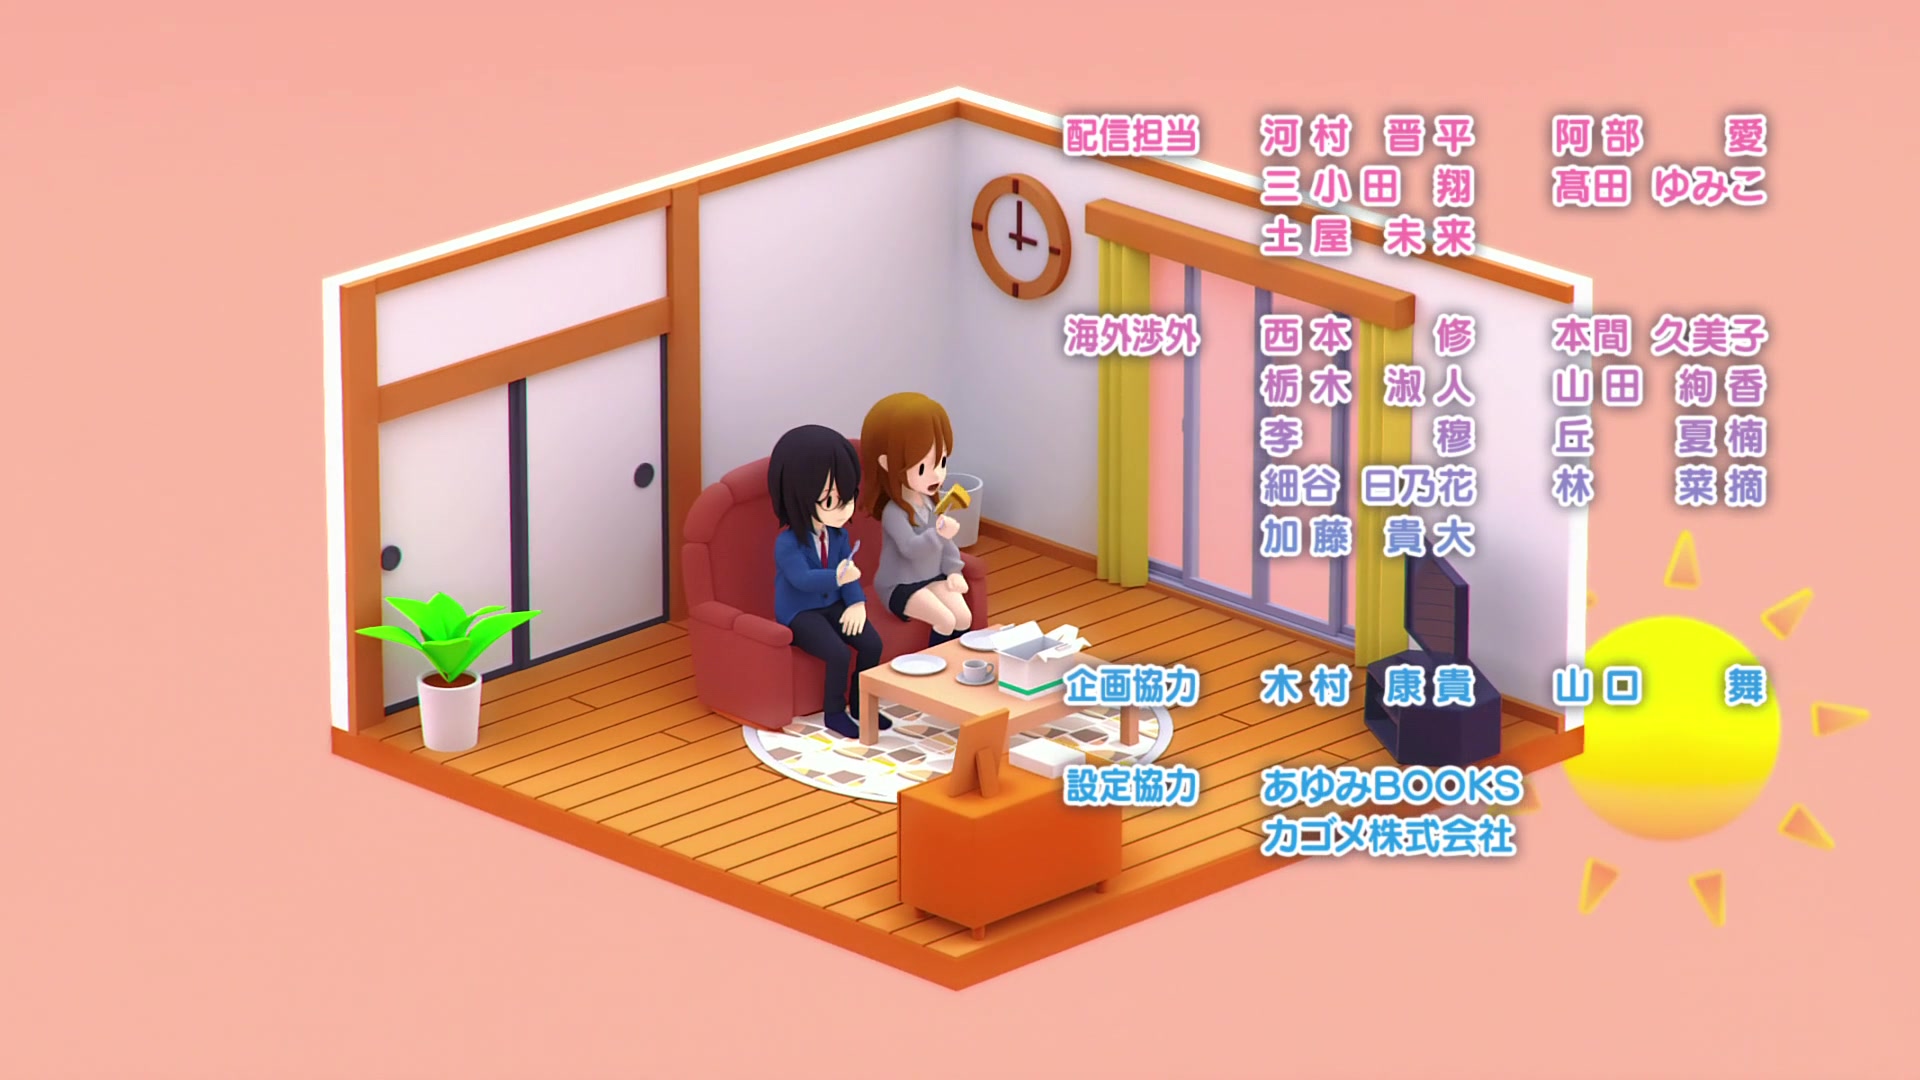 配信担当 河村 晋平 阿部 愛
三小田 翔 髙田 ゆみこ
土屋 未来
海外渉外 西本 修 本間 久美子
栃木 淑人 山田 絢香
李 穆 丘 夏楠
細谷 日乃花 林 菜摘
加藤 貴大
企画協力 木村 康貴 山口 舞
設定協力 あゆみBOOKS
カゴメ株式会社